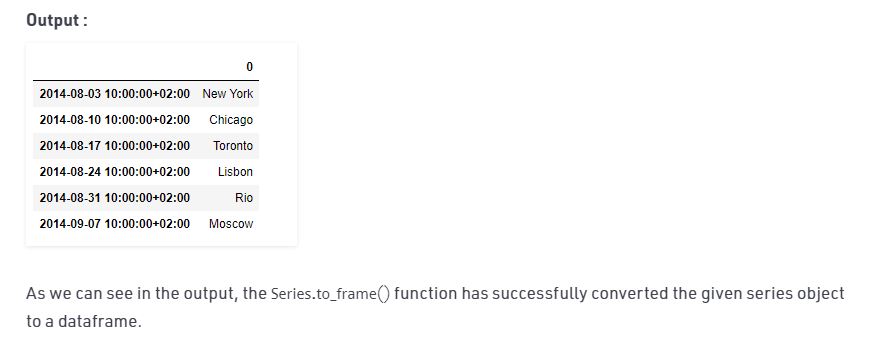 Output :
0
2014-08-03 10:00:00+02:00 New York
2014-08-10 10:00:00+02:00 Chicago
2014-08-17 10:00:00+02:00 Toronto
2014-08-24 10:00:00+02:00 Lisbon
2014-08-31 10:00:00+02:00 Rio
2014-09-07 10:00:00+02:00 Moscow
As we can see in the output, the Series.to_frame() function has successfully converted the given series object
to a dataframe.